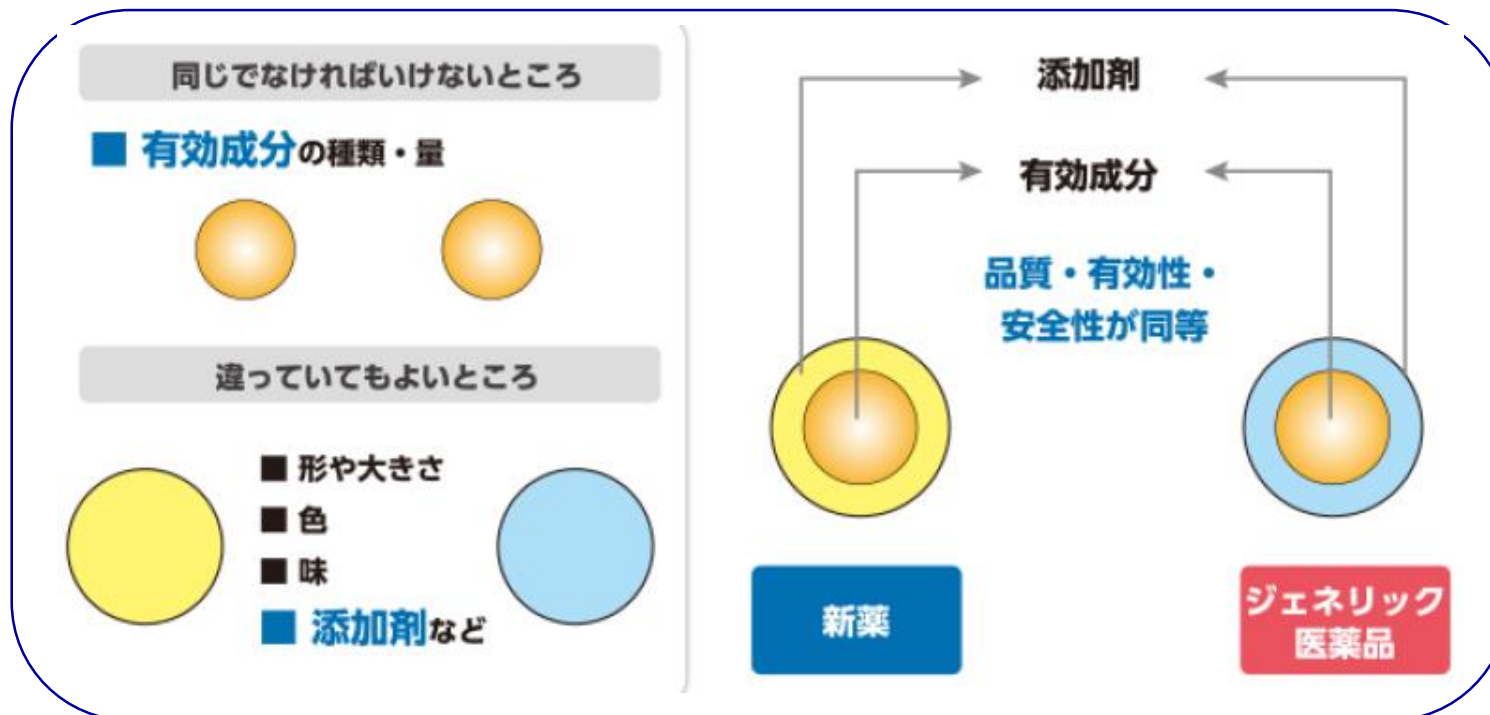 同じでなければいけないところ
■ 有効成分の種類・量
違っていてもよいところ
■ 形や大きさ
■ 色
■ 味
■ 添加剤など
添加剤
有効成分
品質・有効性・
安全性が同等
新薬
ジェネリック
医薬品